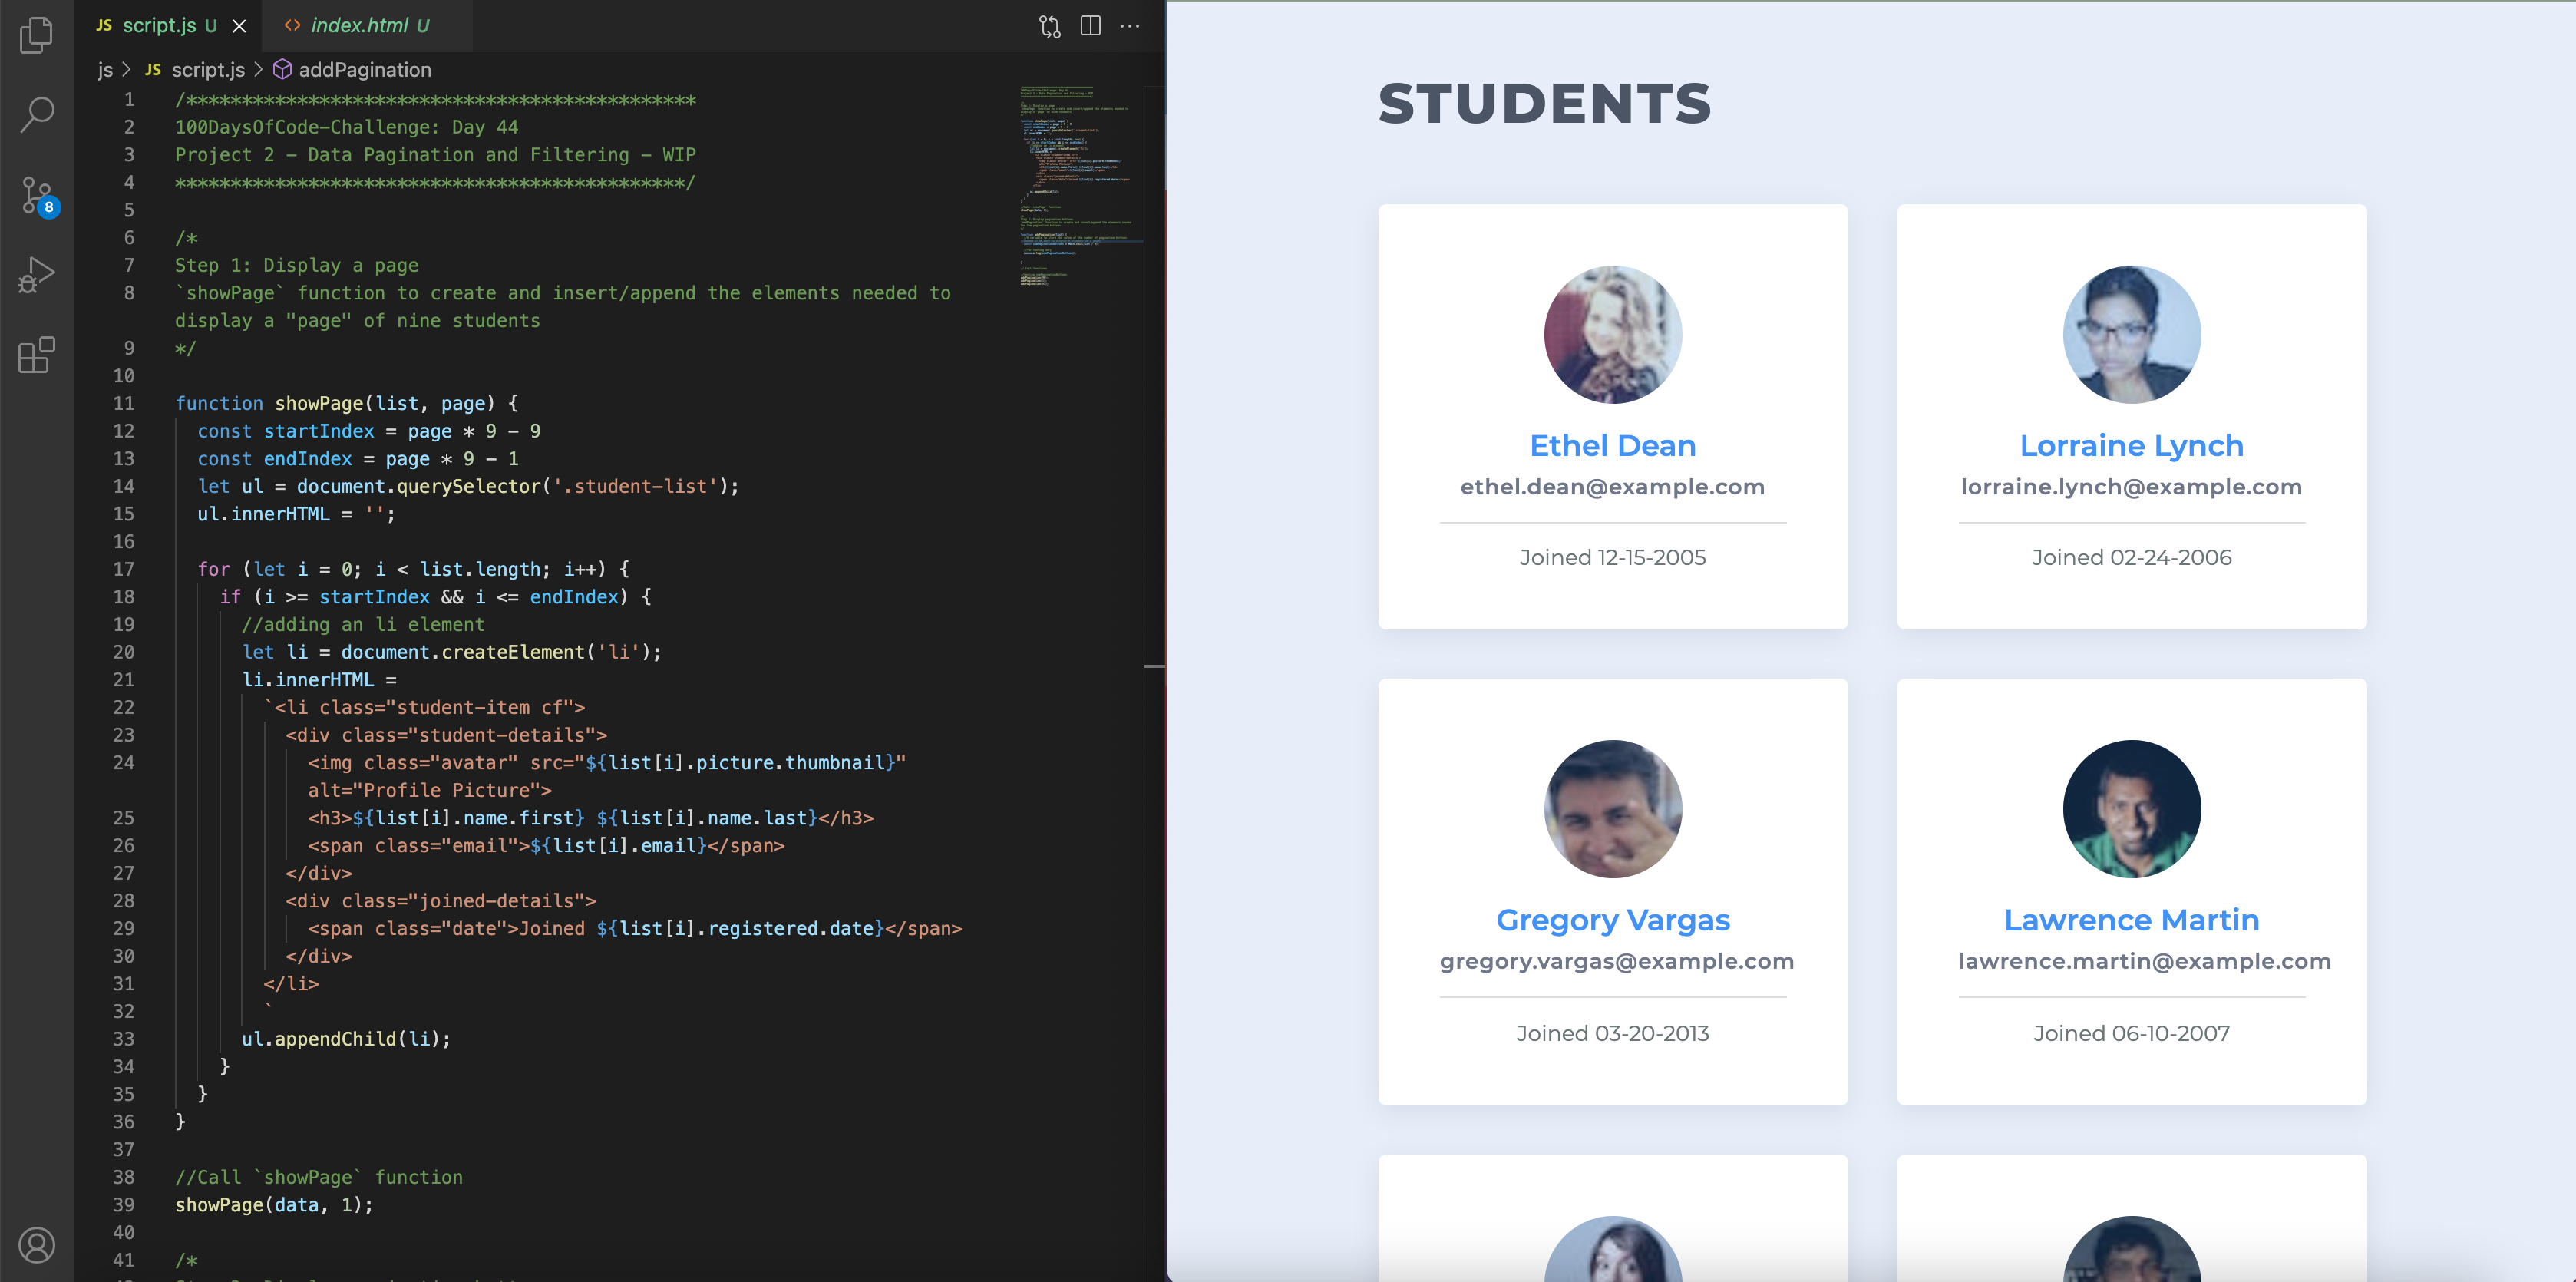 JS script.js U
<> index.html U
js > JS script.js > addPagination
8
1 /**********************************************
2 100DaysOfCode-Challenge: Day 44
3 Project 2 - Data Pagination and Filtering - WIP
4 **********************************************/
5
6 /*
7 Step 1: Display a page
8 `showPage` function to create and insert/append the elements needed to
display a "page" of nine students
9 */
10
11 function showPage(list, page) {
12 const startIndex = page * 9 - 9
13 const endIndex = page * 9 - 1
14 let ul = document.querySelector('.student-list');
15 ul.innerHTML = '';
16
17 for (let i = 0; i < list.length; i++) {
18 if (i >= startIndex && i <= endIndex) {
19 //adding an li element
20 let li = document.createElement('li');
21 li.innerHTML =
22 `<li class="student-item cf">
23 <div class="student-details">
24 <img class="avatar" src="${list[i].picture.thumbnail}"
alt="Profile Picture">
25 <h3>${list[i].name.first} ${list[i].name.last}</h3>
26 <span class="email">${list[i].email}</span>
27 </div>
28 <div class="joined-details">
29 <span class="date">Joined ${list[i].registered.date}</span>
30 </div>
31 </li>
32 `
33 ul.appendChild(li);
34 }
35 }
36 }
37
38 //Call `showPage` function
39 showPage(data, 1);
40
41 /*
STUDENTS
Ethel Dean
ethel.dean@example.com
Joined 12-15-2005
Lorraine Lynch
lorraine.lynch@example.com
Joined 02-24-2006
Gregory Vargas
gregory.vargas@example.com
Joined 03-20-2013
Lawrence Martin
lawrence.martin@example.com
Joined 06-10-2007